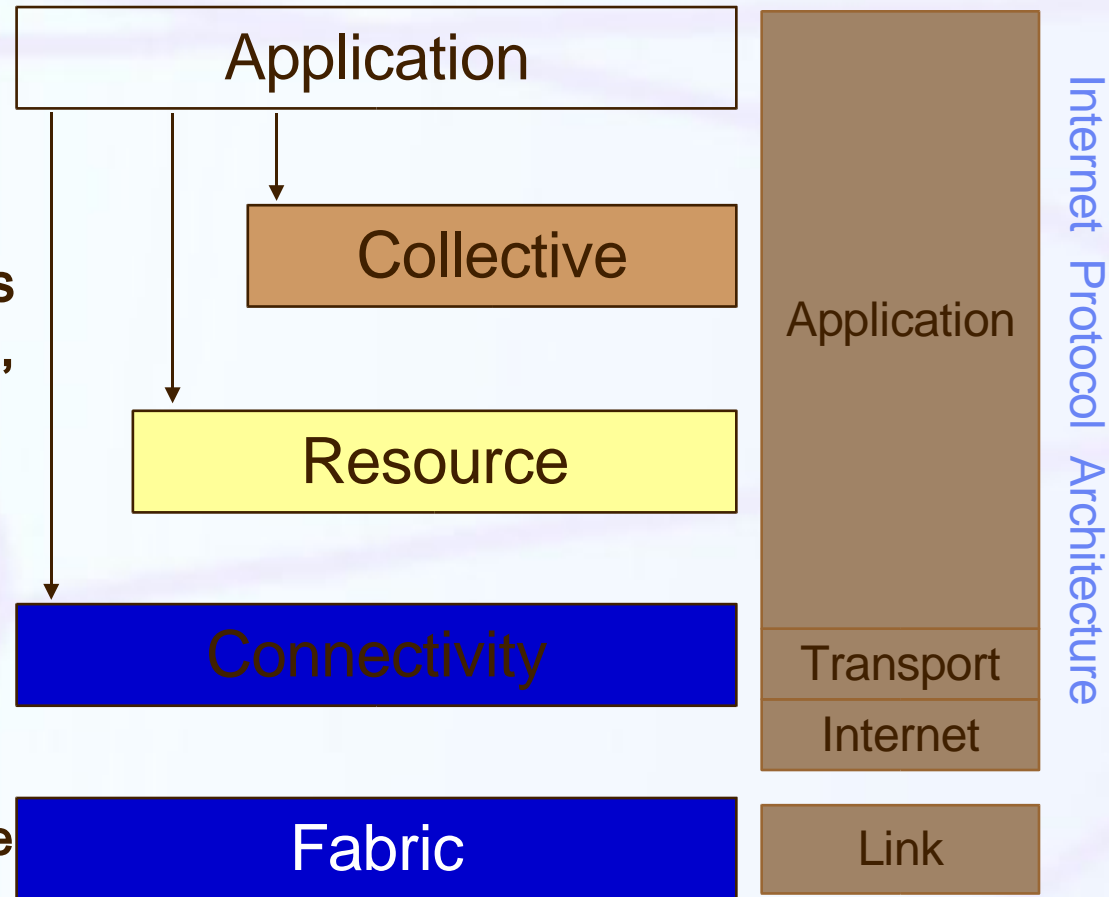 Application
Collective
s
,
Resource
Connectivity
Fabric
e
Application
Transport
Internet
Link
Internet Protocol Architecture